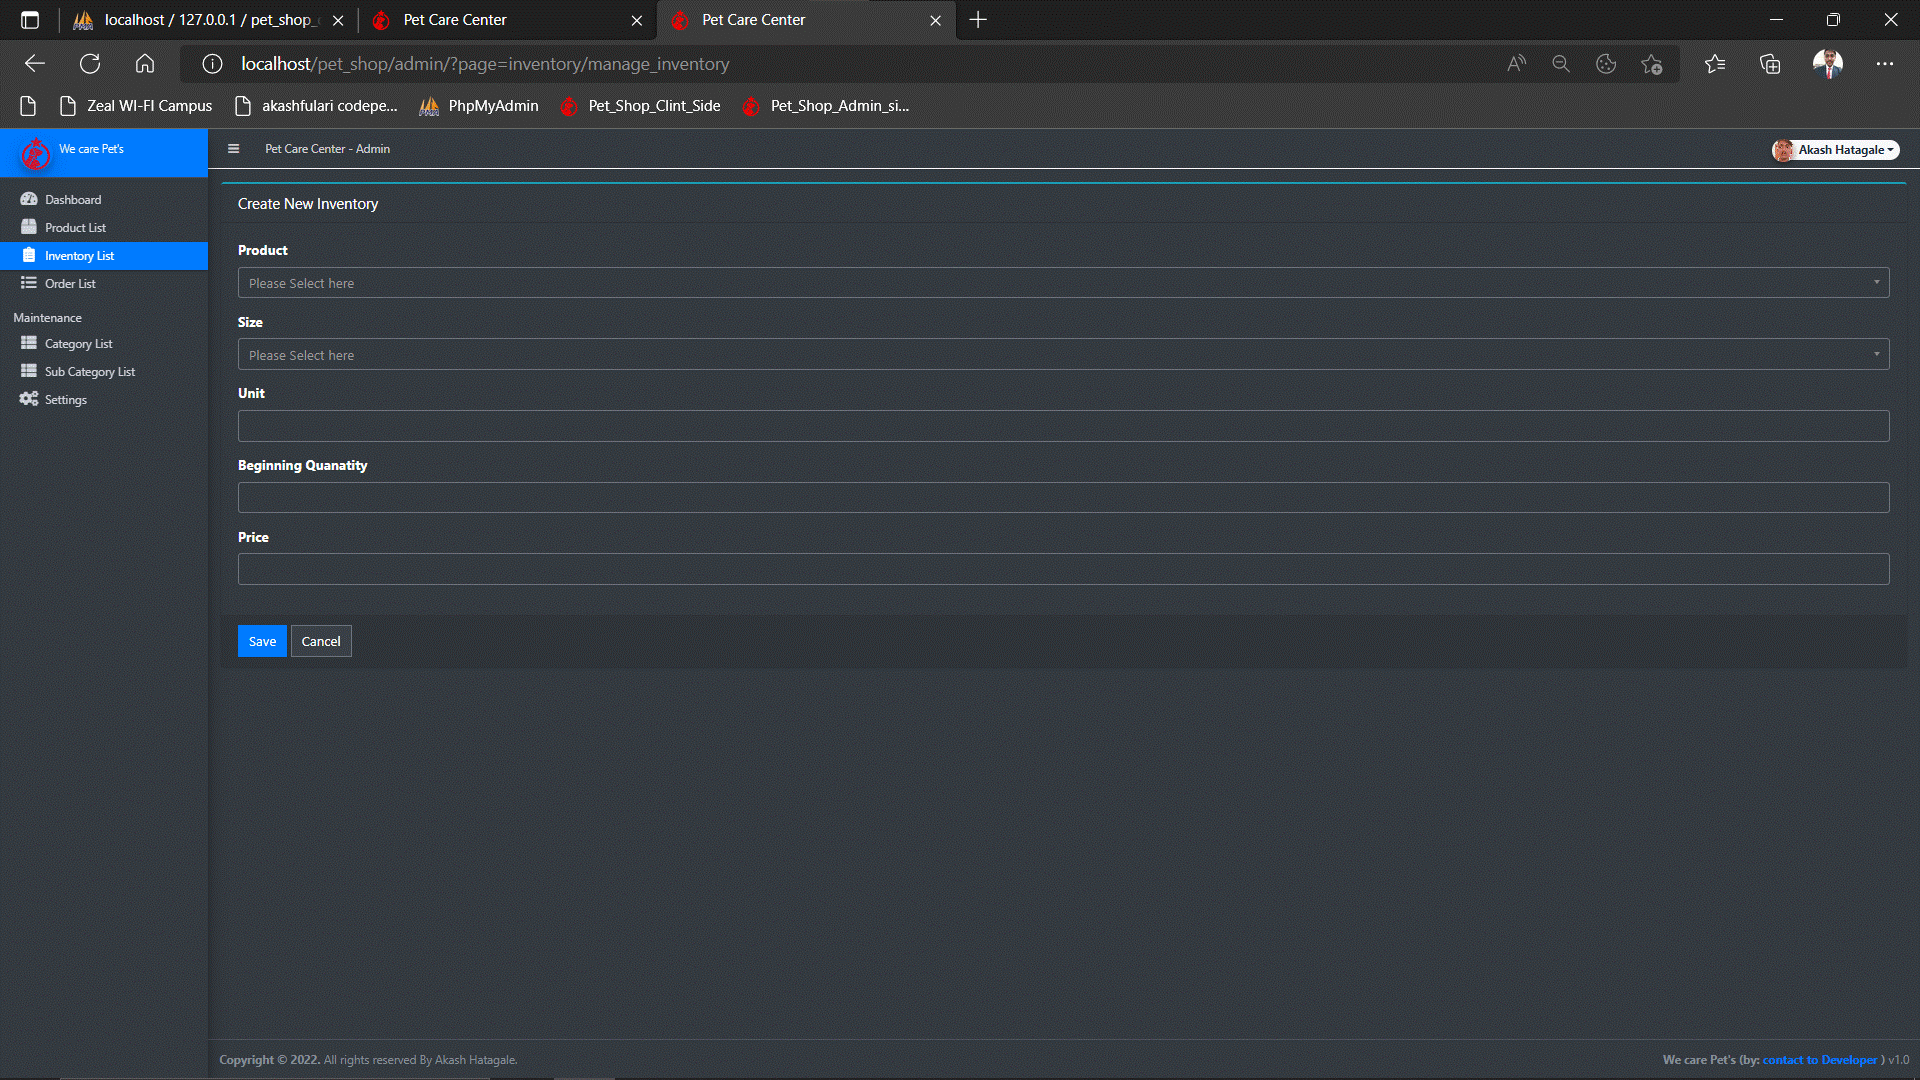 localhost / 127.0.0.1 / pet_shop_
Pet Care Center
Pet Care Center
localhost/pet_shop/admin/?page=inventory/manage_inventory
Zeal WI-FI Campus
akashfulari codepe...
PhpMyAdmin
Pet_Shop_Clint_Side
Pet_Shop_Admin_si...
We care Pet's
Pet Care Center - Admin
Akash Hatagale
Dashboard
Product List
Inventory List
Order List
Maintenance
Category List
Sub Category List
Settings
Create New Inventory
Product
Please Select here
Size
Please Select here
Unit
Beginning Quanatity
Price
Save
Cancel
Copyright © 2022. All rights reserved By Akash Hatagale.
We care Pet's (by: contact to Developer ) v1.0